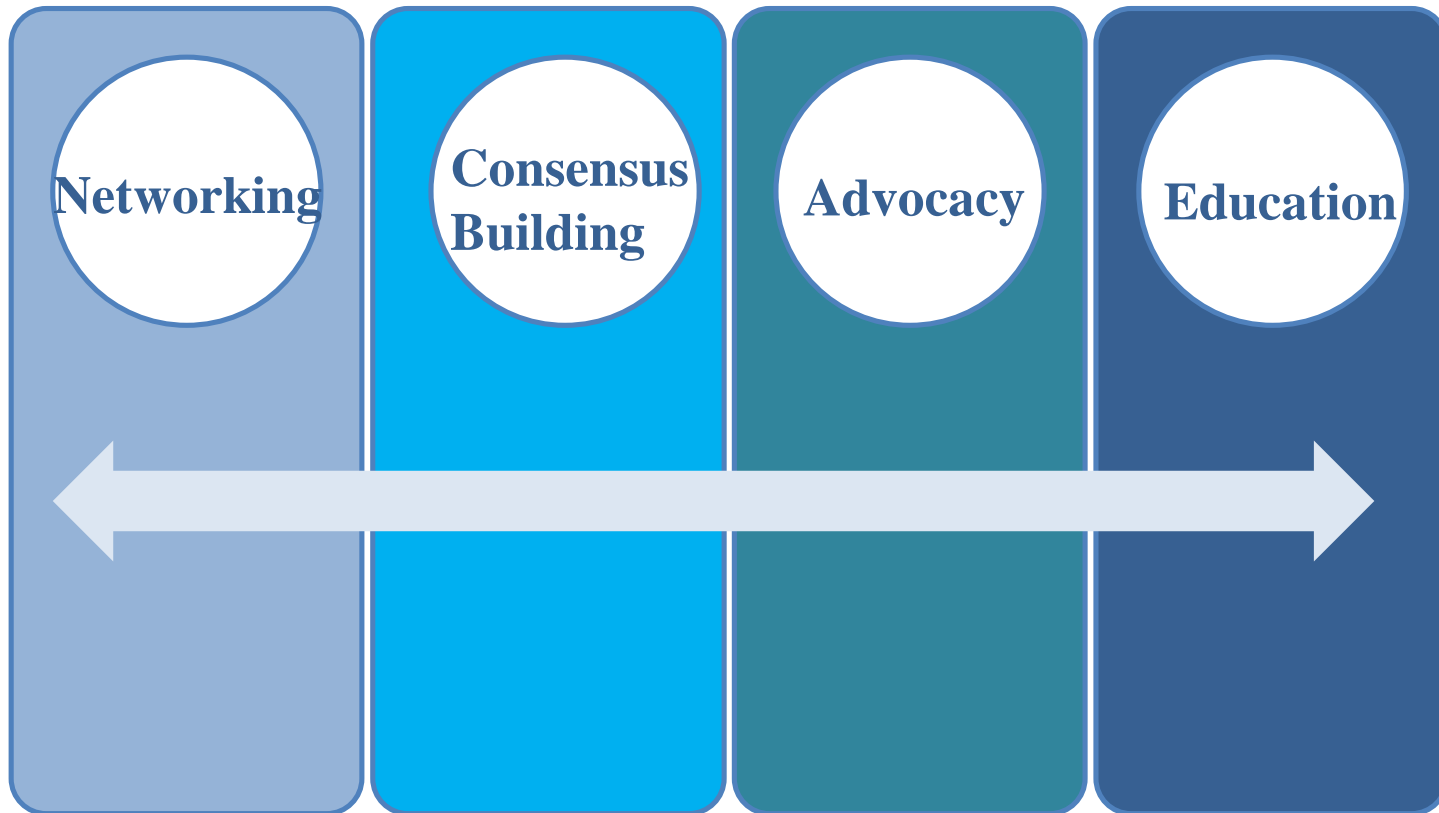 Networking
Consensus
Building
Advocacy
Education